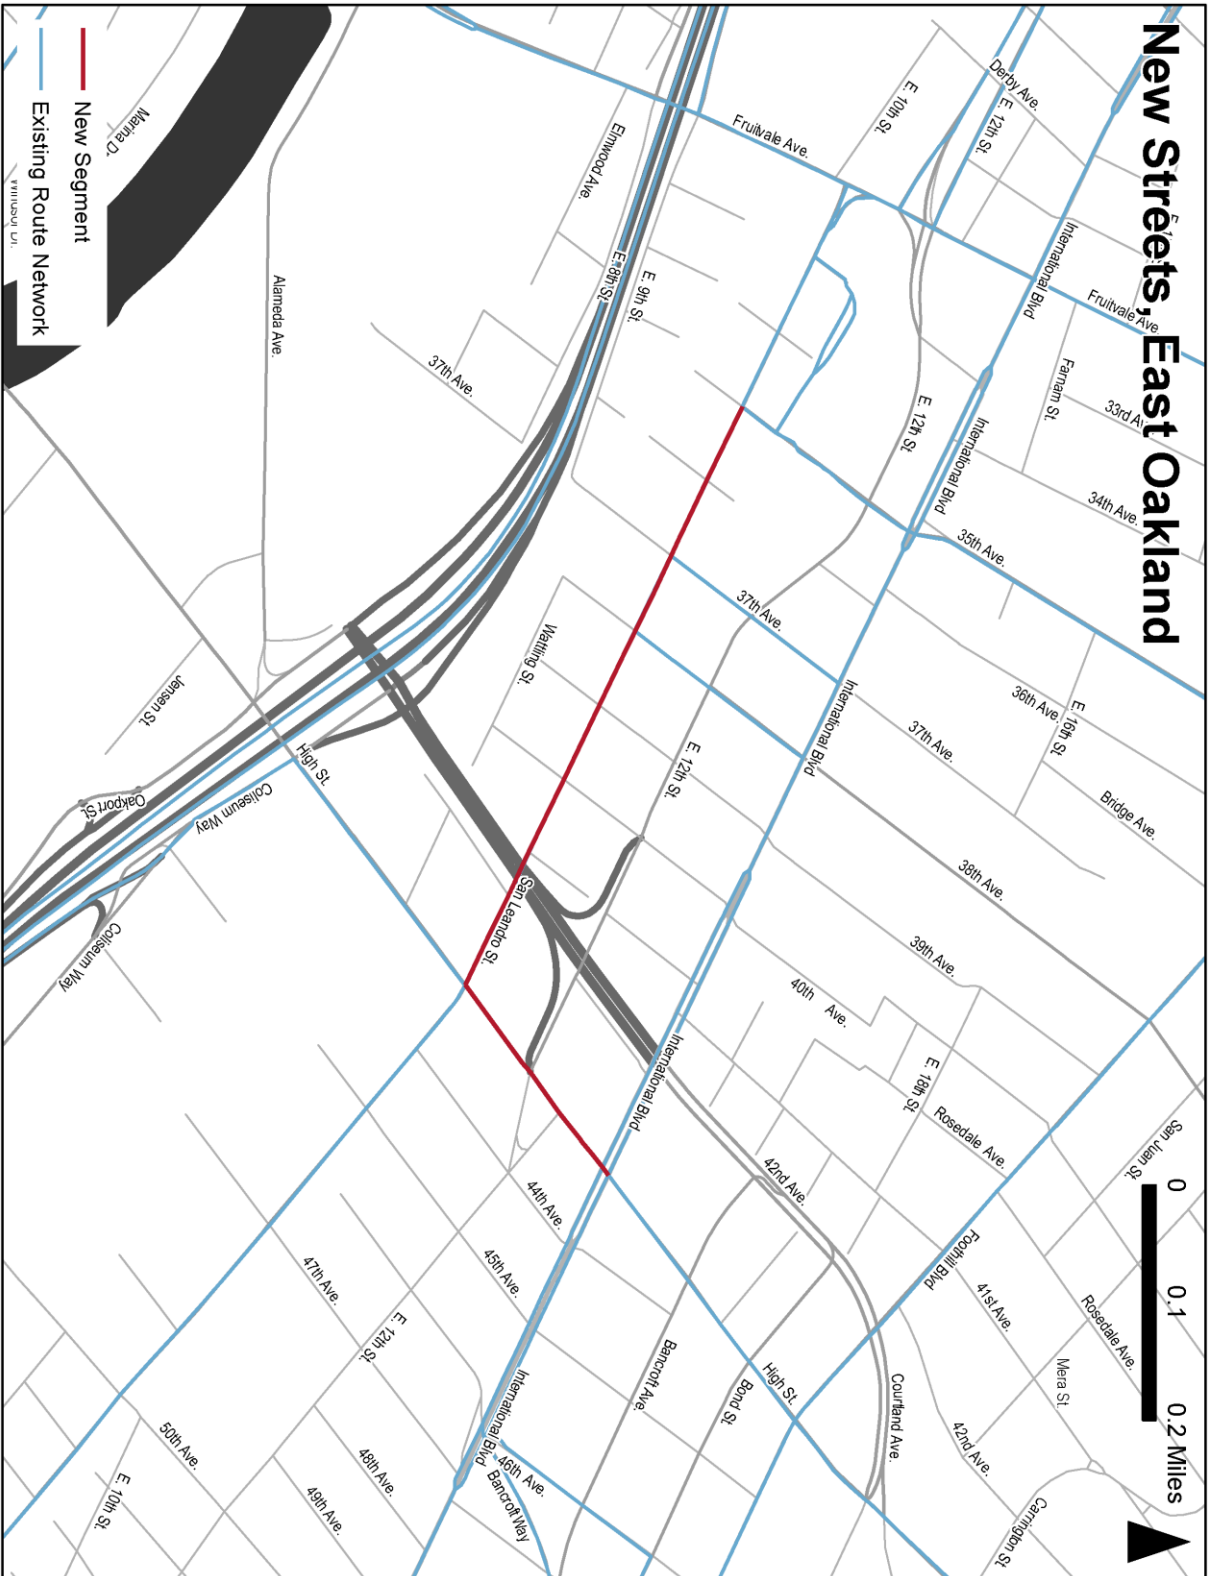 New Streets, East Oakland
0 0.1 0.2 Miles
New Segment
Existing Route Network
Derby Ave.
E. 12th St.
E. 10th St.
Fruitvale Ave.
Elmwood Ave.
Marina Dr
International Blvd
Fruitvale Ave.
E. 8th St.
E. 9th St.
Alameda Ave.
37th Ave.
Farnam St.
33rd Av
E. 12th St.
International Blvd
34th Ave.
35th Ave.
37th Ave.
Watting St.
Jensen St.
International Blvd
36th Ave.
E. 16th St.
37th Ave.
Bridge Ave.
E. 12th St.
High St.
Oakport St.
Coliseum Way
38th Ave.
San Leandro St.
Coliseum Way
39th Ave.
40th Ave.
E. 18th St.
Rosedale Ave.
San Juan St.
International Blvd
42nd Ave.
44th Ave.
Foothill Blvd
41st Ave.
Rosedale Ave.
45th Ave.
47th Ave.
E. 12th St.
Bancroft Ave.
Bond St.
High St.
Courtland Ave.
Mera St.
42nd Ave.
International Blvd
46th Ave.
Bancroft Way
50th Ave.
48th Ave.
49th Ave.
E. 10th St.
Carrington St.